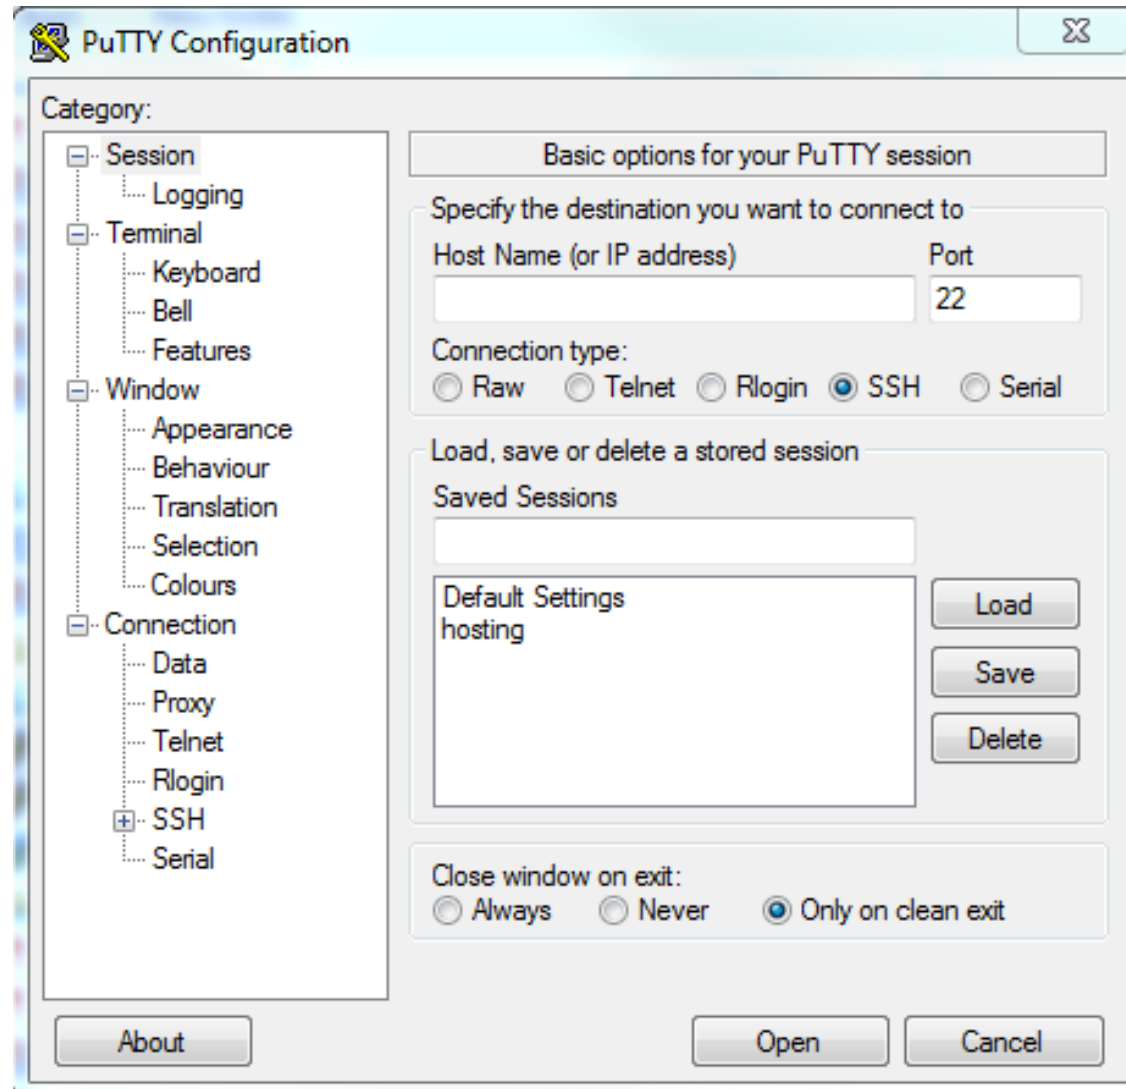 PuTTY Configuration
Category:
Session
Logging
Terminal
Keyboard
Bell
Features
Window
Appearance
Behaviour
Translation
Selection
Colours
Connection
Data
Proxy
Telnet
Rlogin
SSH
Serial
Basic options for your PuTTY session
Specify the destination you want to connect to
Host Name (or IP address) Port
22
Connection type:
Raw Telnet Rlogin SSH Serial
Load, save or delete a stored session
Saved Sessions
Default Settings
hosting
Load
Save
Delete
Close window on exit:
Always Never Only on clean exit
About Open Cancel